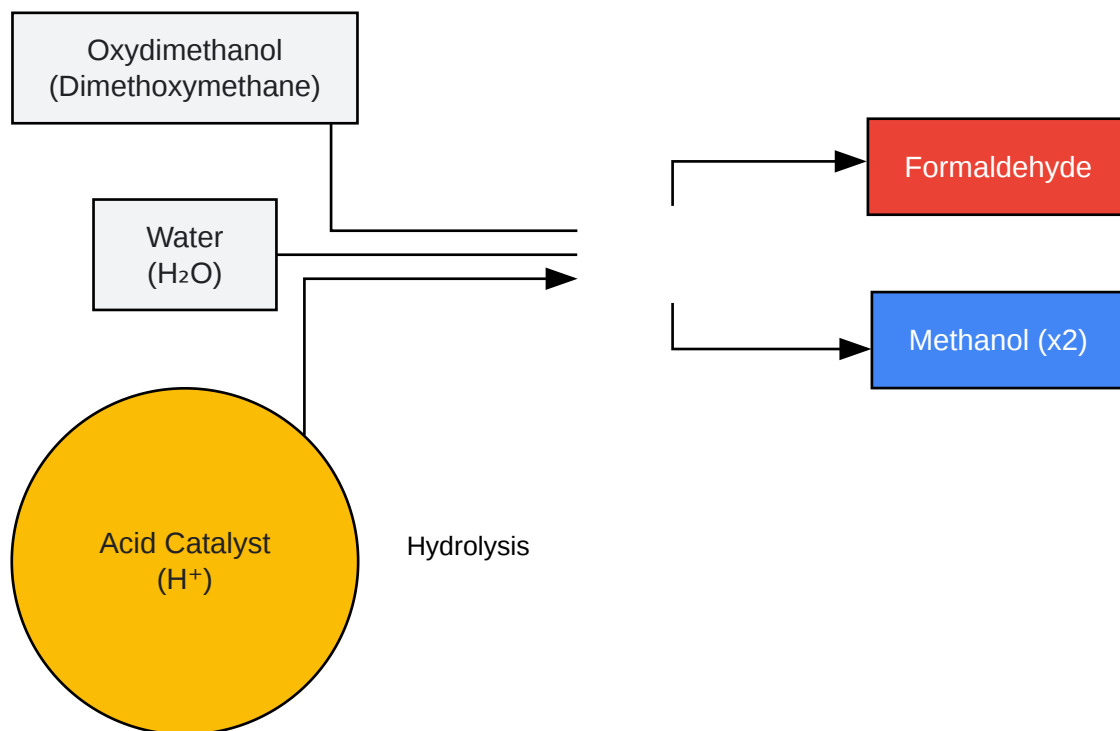 Oxydimethanol
(Dimethoxymethane)
Formaldehyde
Water
(H₂O)
Methanol (x2)
Acid Catalyst
(H⁺)
Hydrolysis